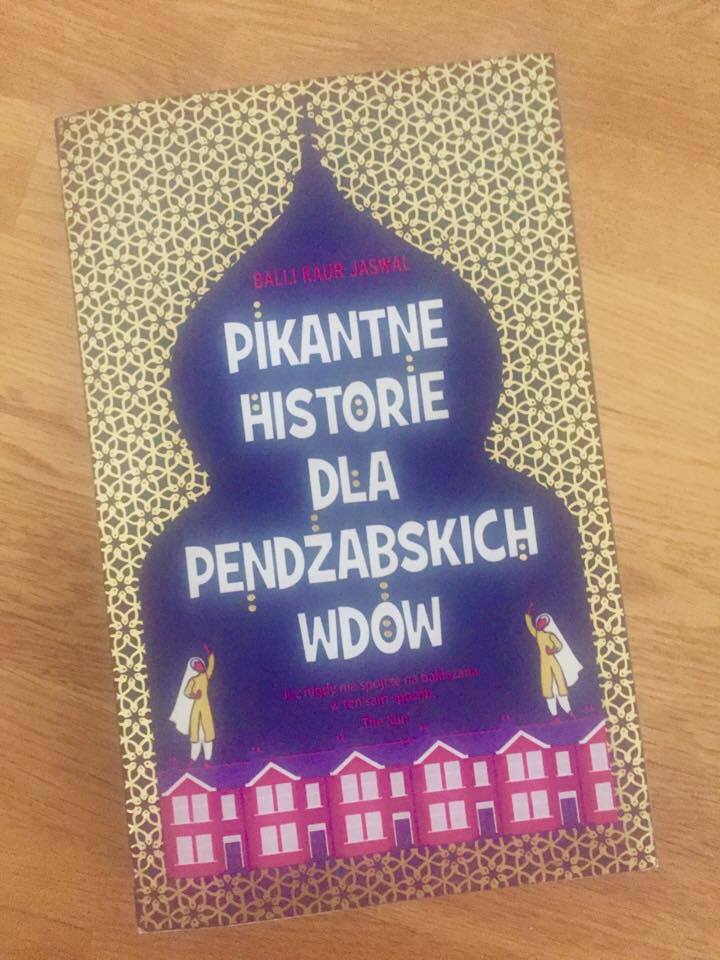 BALLI KAUR JASWAL
PIKANTNE
HISTORIE
DLA
PENDŻABSKICH
WDÓW
Już nigdy nie spojrzę na bakłażana
w ten sam sposób.
The Sun